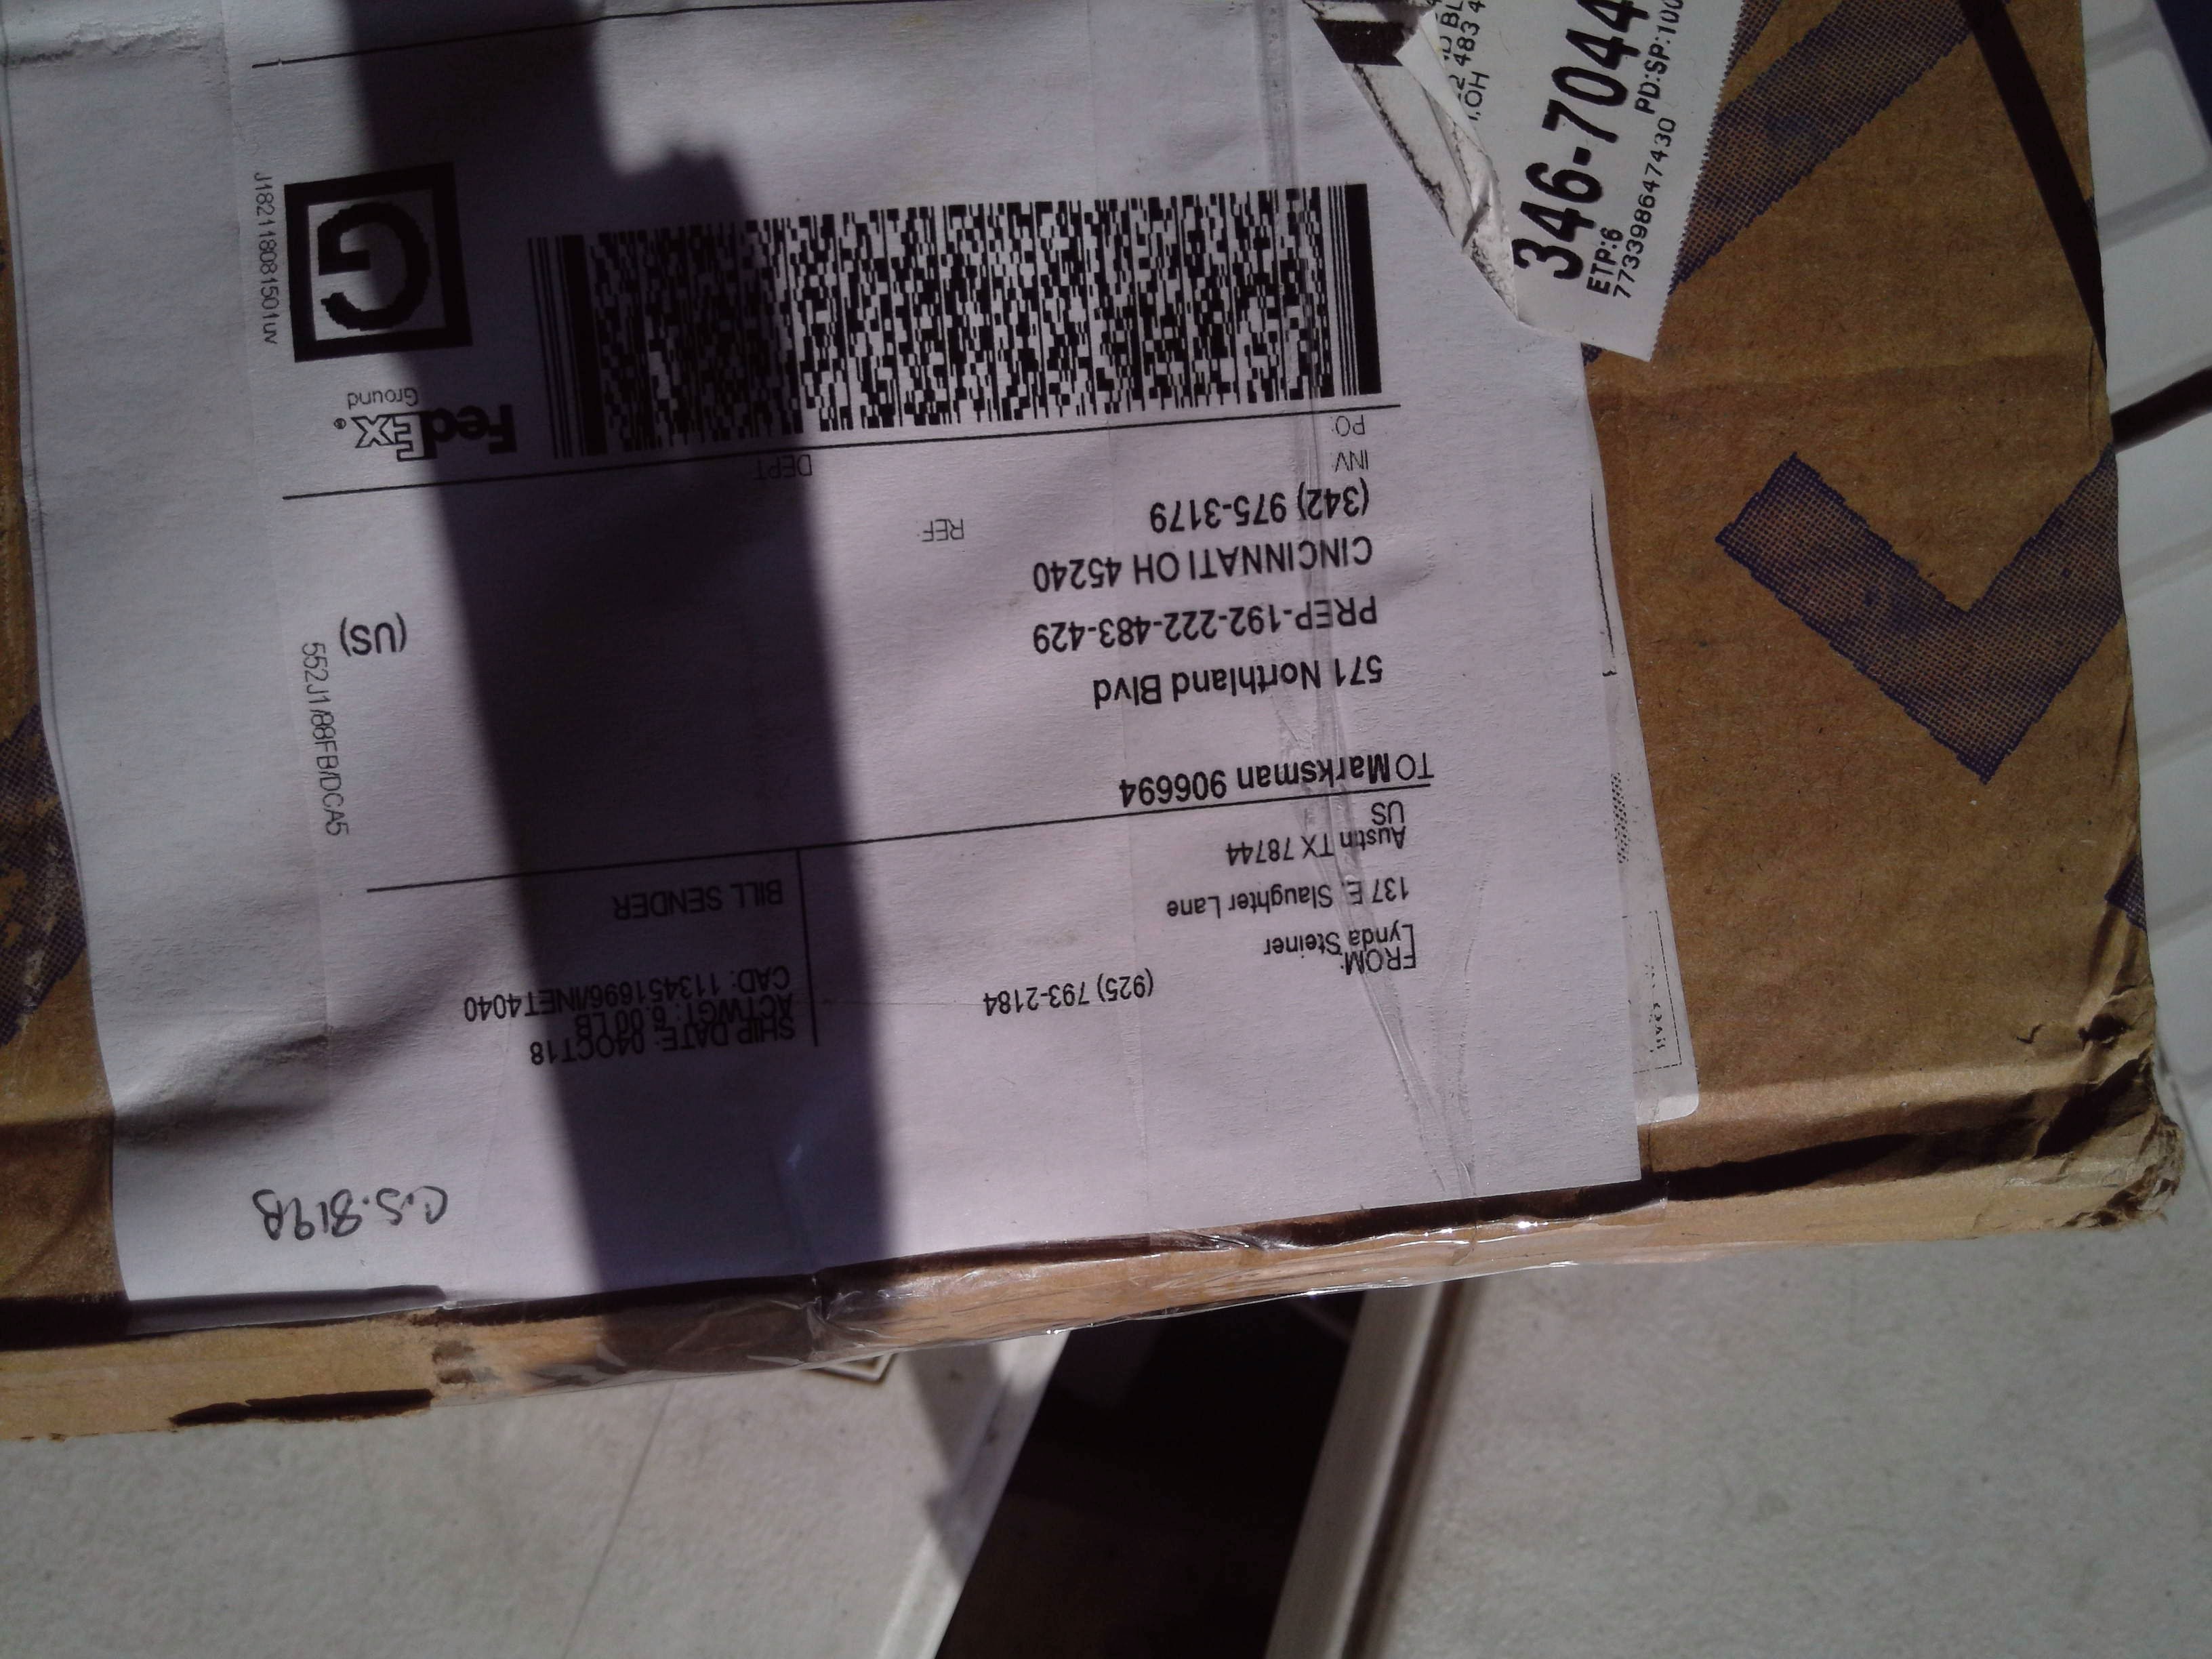 C.S. 819B
FROM:
(925) 793-2184
Lynda Steiner
137 E. Slaughter Lane
Austin TX 78744
US
SHIP DATE: 04OCT18
ACTWGT: 6.00 LB
CAD: 113451696/INET4040
BILL SENDER
TO Marksman 906694
571 Northland Blvd
PREP-192-222-483-429
CINCINNATI OH 45240
(US)
(342) 975-3179
REF:
INV:
PO:
DEPT:
552J1/88FB/DCA5
FedEx®
Ground
G
J182118081501uv
346-7044
ETP:6
PD:SP:100
773398647430